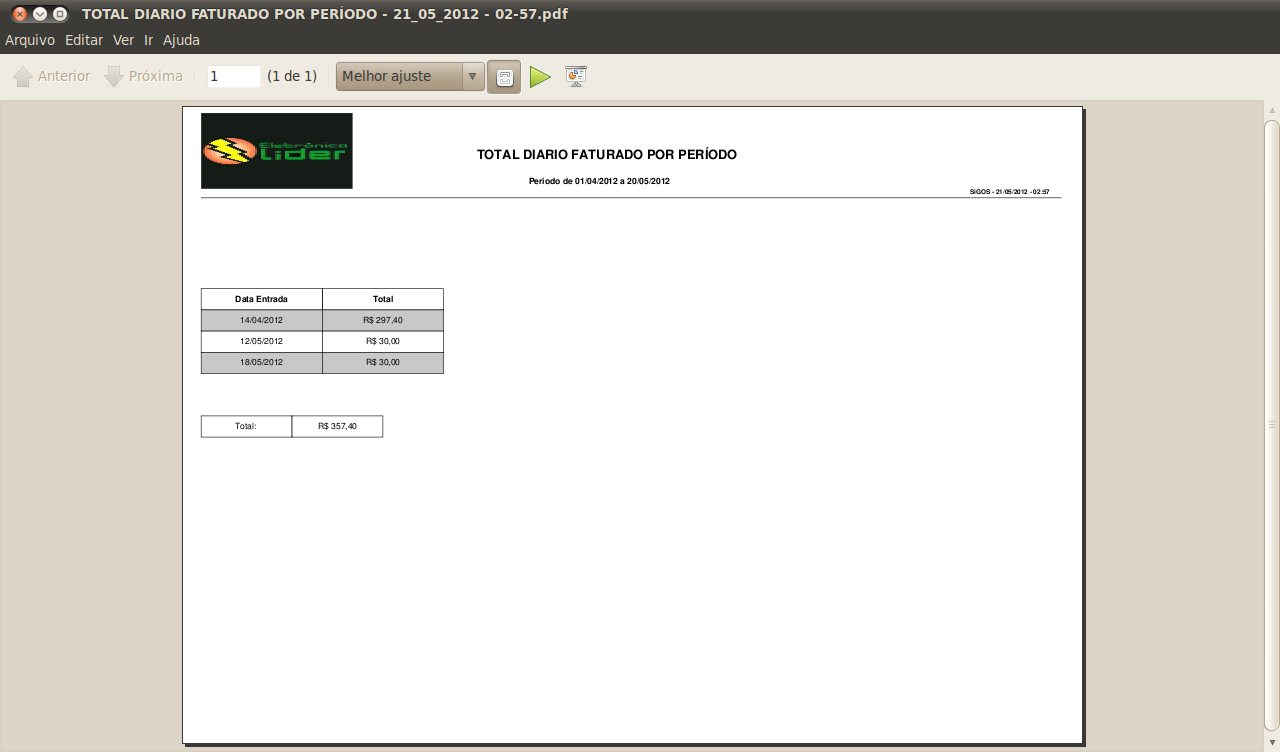 TOTAL DIARIO FATURADO POR PERÍODO - 21_05_2012 - 02-57.pdf
Arquivo Editar Ver Ir Ajuda
Anterior Próxima 1 (1 de 1) Melhor ajuste
Eletrônica
Lider
TOTAL DIARIO FATURADO POR PERÍODO
Periodo de 01/04/2012 a 20/05/2012
SIGOS - 21/05/2012 - 02:57
Data Entrada Total
14/04/2012 R$ 297,40
12/05/2012 R$ 30,00
18/05/2012 R$ 30,00
Total: R$ 357,40